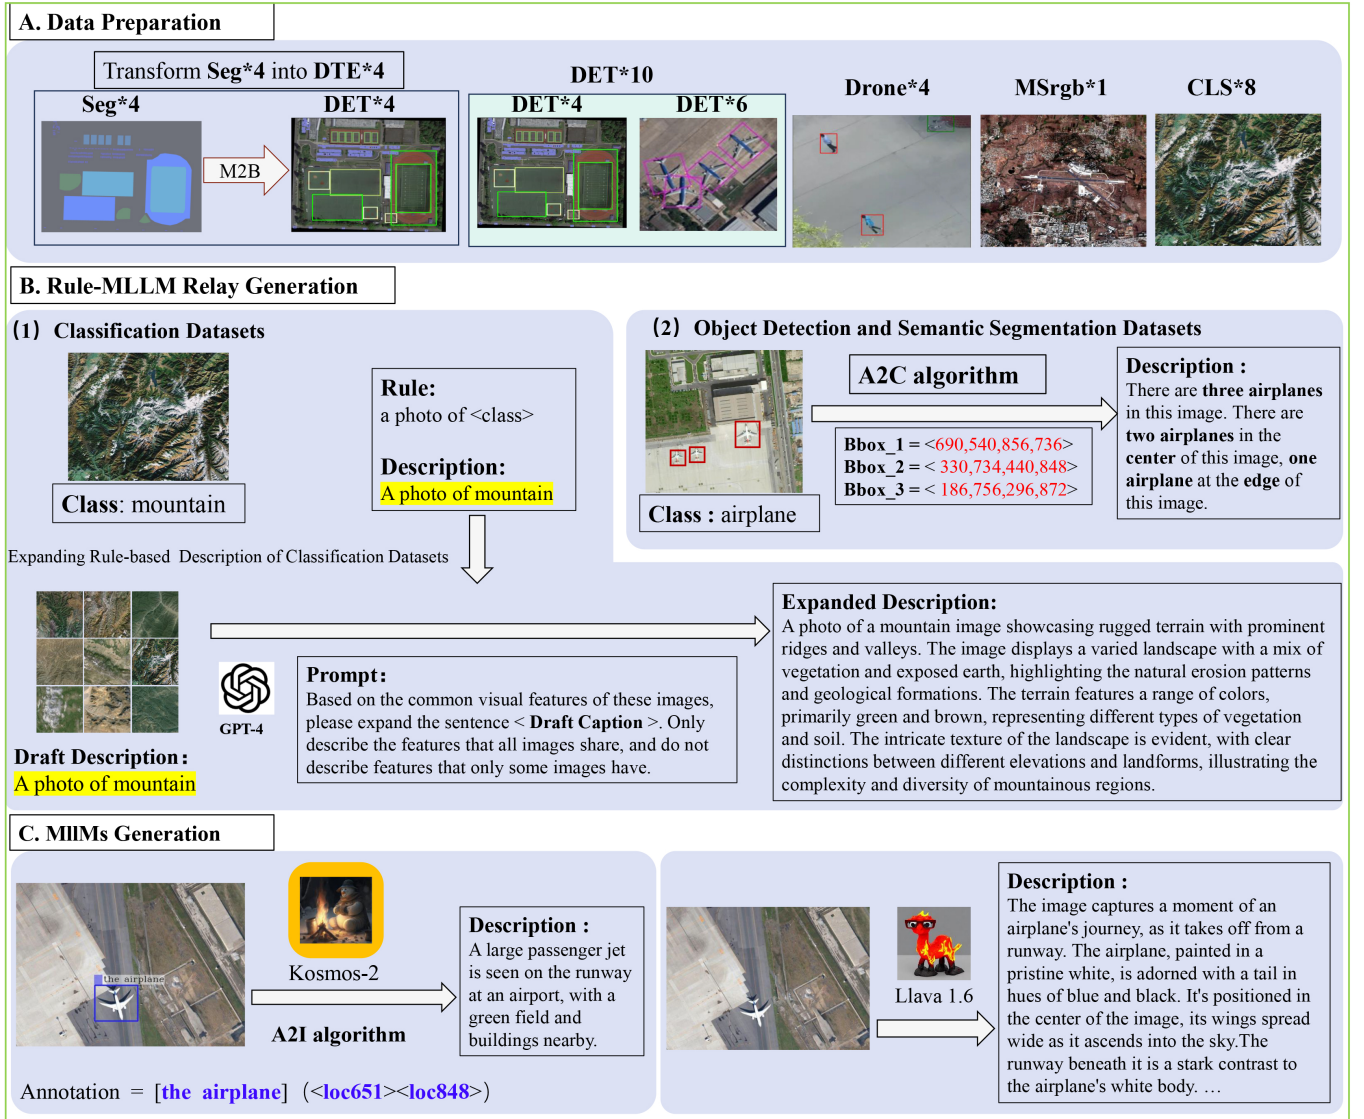 A. Data Preparation
Transform Seg*4 into DTE*4
Seg*4
DET*4
M2B
DET*10
DET*4
DET*6
Drone*4
MSrgb*1
CLS*8
B. Rule-MLLM Relay Generation
(1) Classification Datasets
Class: mountain
Rule:
a photo of <class>
Description:
A photo of mountain
(2) Object Detection and Semantic Segmentation Datasets
Class : airplane
A2C algorithm
Bbox_1 = <690,540,856,736>
Bbox_2 = < 330,734,440,848>
Bbox_3 = < 186,756,296,872>
Description :
There are three airplanes
in this image. There are
two airplanes in the
center of this image, one
airplane at the edge of
this image.
Expanding Rule-based Description of Classification Datasets
Draft Description:
A photo of mountain
GPT-4
Prompt:
Based on the common visual features of these images,
please expand the sentence < Draft Caption >. Only
describe the features that all images share, and do not
describe features that only some images have.
Expanded Description:
A photo of a mountain image showcasing rugged terrain with prominent
ridges and valleys. The image displays a varied landscape with a mix of
vegetation and exposed earth, highlighting the natural erosion patterns
and geological formations. The terrain features a range of colors,
primarily green and brown, representing different types of vegetation
and soil. The intricate texture of the landscape is evident, with clear
distinctions between different elevations and landforms, illustrating the
complexity and diversity of mountainous regions.
C. MllMs Generation
the airplane
Kosmos-2
A2I algorithm
Description :
A large passenger jet
is seen on the runway
at an airport, with a
green field and
buildings nearby.
Annotation = [the airplane] (<loc651><loc848>)
Llava 1.6
Description :
The image captures a moment of an
airplane's journey, as it takes off from a
runway. The airplane, painted in a
pristine white, is adorned with a tail in
hues of blue and black. It's positioned in
the center of the image, its wings spread
wide as it ascends into the sky.The
runway beneath it is a stark contrast to
the airplane's white body. …